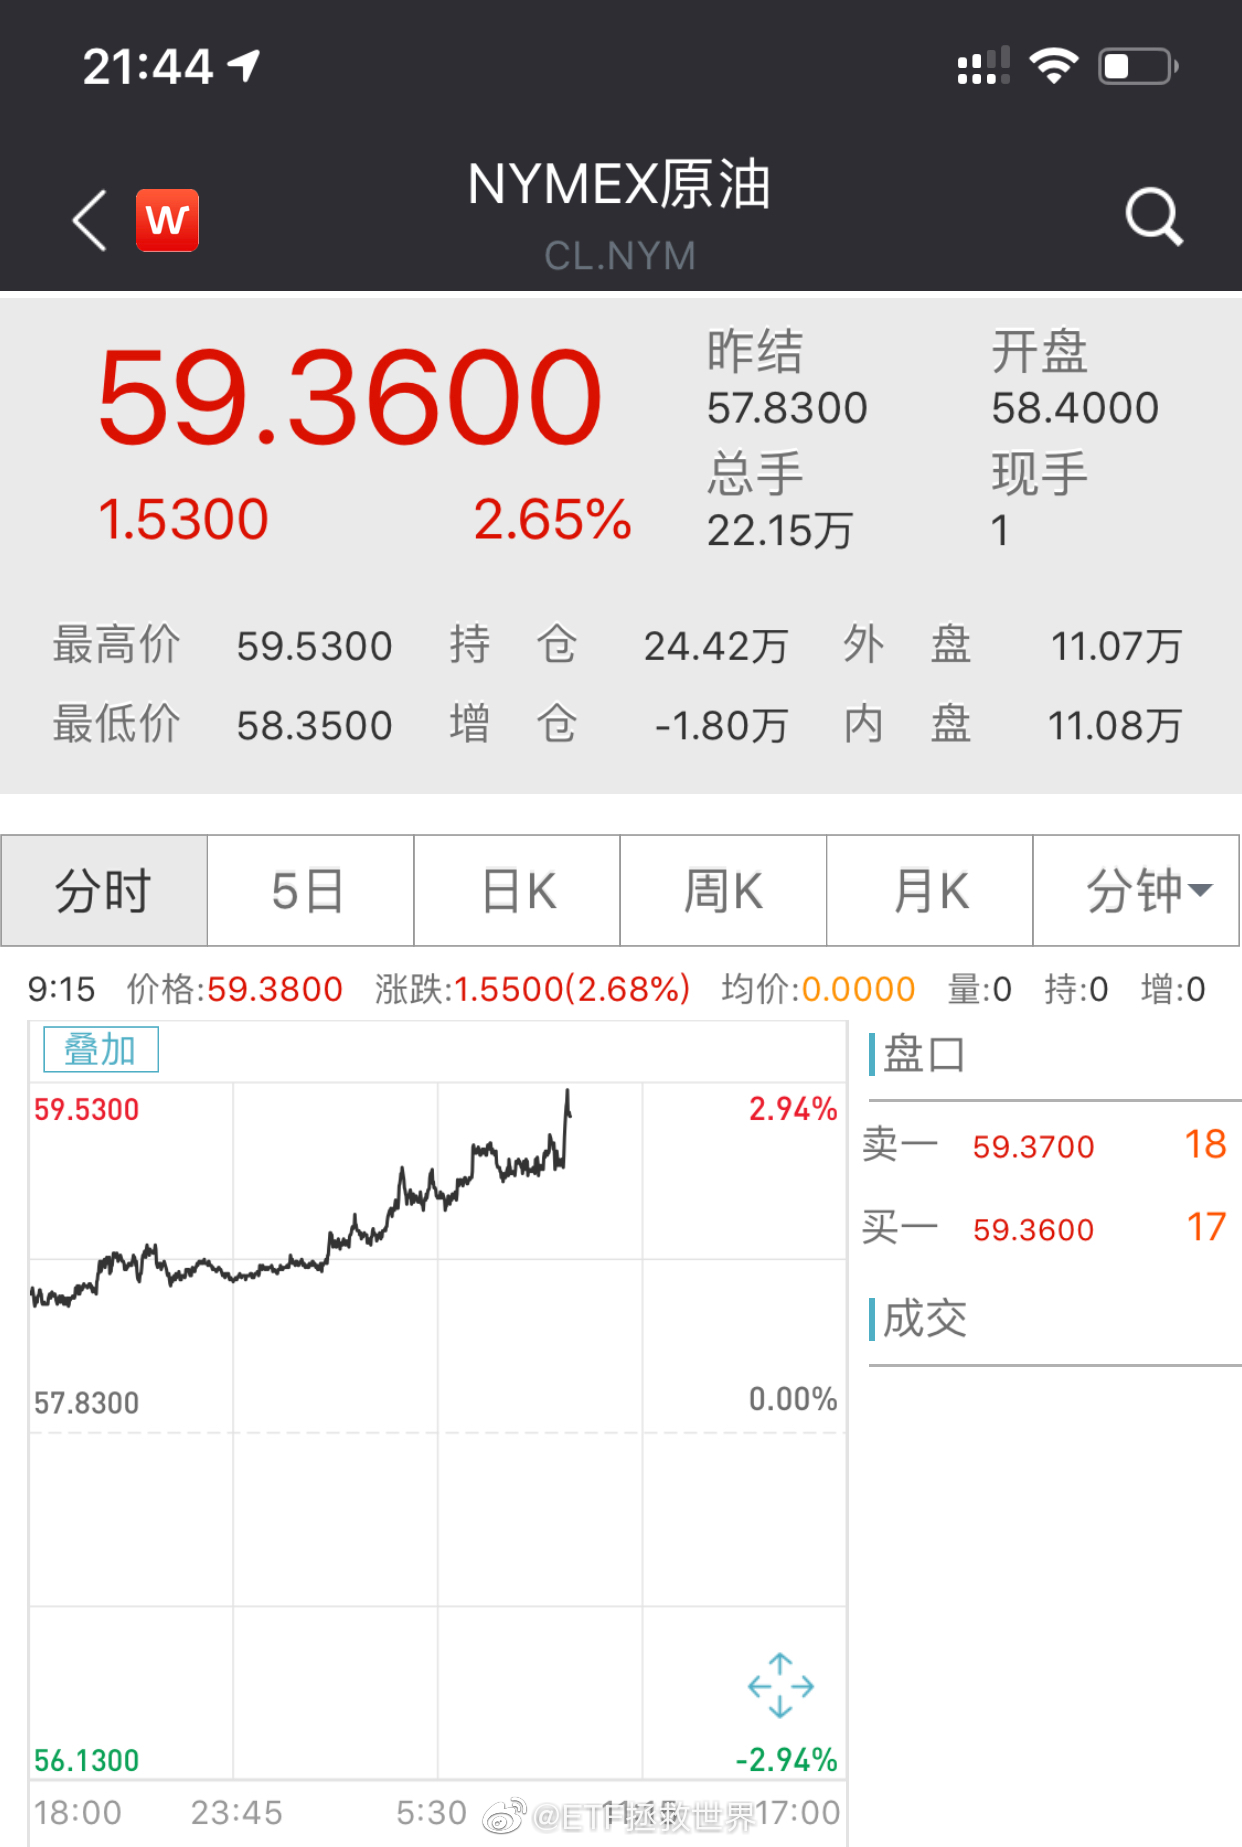 21:44
W
NYMEX原油
CL.NYM
59.3600
1.5300 2.65%
昨结 开盘
57.8300 58.4000
总手 现手
22.15万 1
最高价 59.5300 持仓 24.42万 外盘 11.07万
最低价 58.3500 增仓 -1.80万 内盘 11.08万
分时 5日 日K 周K 月K 分钟
9:15 价格:59.3800 涨跌:1.5500(2.68%) 均价:0.0000 量:0 持:0 增:0
叠加
59.5300 2.94%
57.8300 0.00%
56.1300 -2.94%
18:00 23:45 5:30 17:00
盘口
卖一 59.3700 18
买一 59.3600 17
成交
@ETF拯救世界